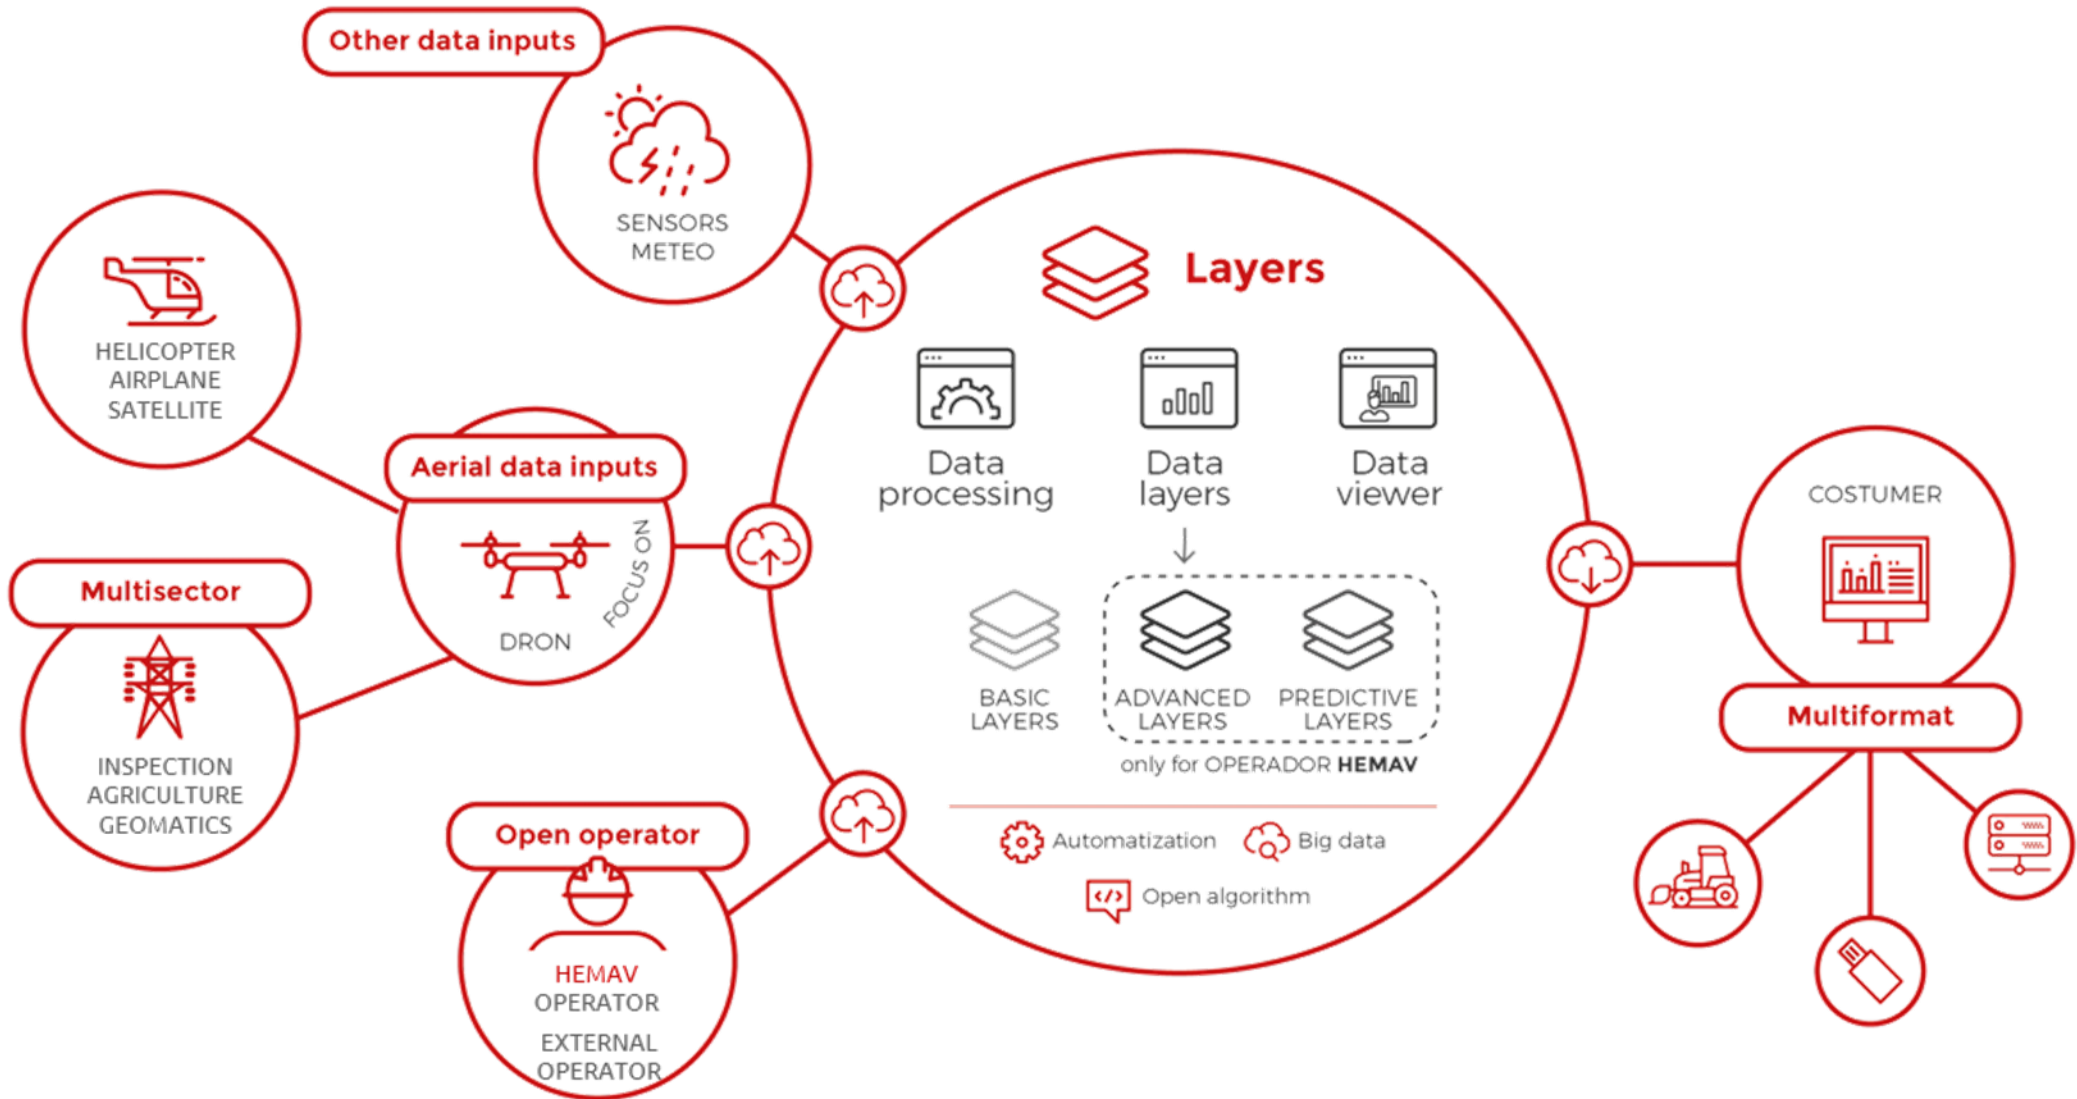 Other data inputs
SENSORS
METEO
HELICOPTER
AIRPLANE
SATELLITE
Aerial data inputs
FOCUS ON
DRON
Multisector
INSPECTION
AGRICULTURE
GEOMATICS
Open operator
HEMAV
OPERATOR
EXTERNAL
OPERATOR
Layers
Data
processing
Data
layers
Data
viewer
BASIC
LAYERS
ADVANCED
LAYERS
PREDICTIVE
LAYERS
only for OPERADOR HEMAV
Automatization
Big data
Open algorithm
COSTUMER
Multiformat